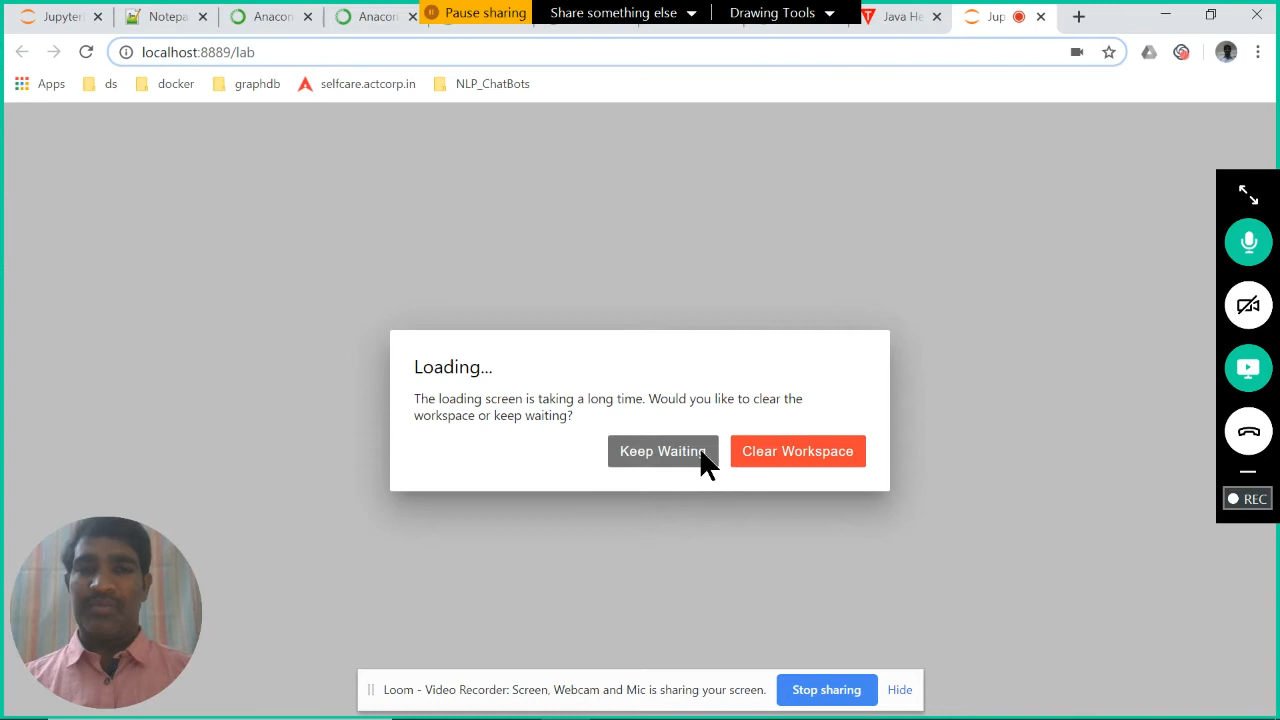 Jupyter
Notepa
Anacon
Anacon
Pause sharing
Share something else
Drawing Tools
Java He
Jup
localhost:8889/lab
Apps
ds
docker
graphdb
selfcare.actcorp.in
NLP_ChatBots
Loading...
The loading screen is taking a long time. Would you like to clear the
workspace or keep waiting?
Keep Waiting
Clear Workspace
REC
Loom - Video Recorder: Screen, Webcam and Mic is sharing your screen.
Stop sharing
Hide